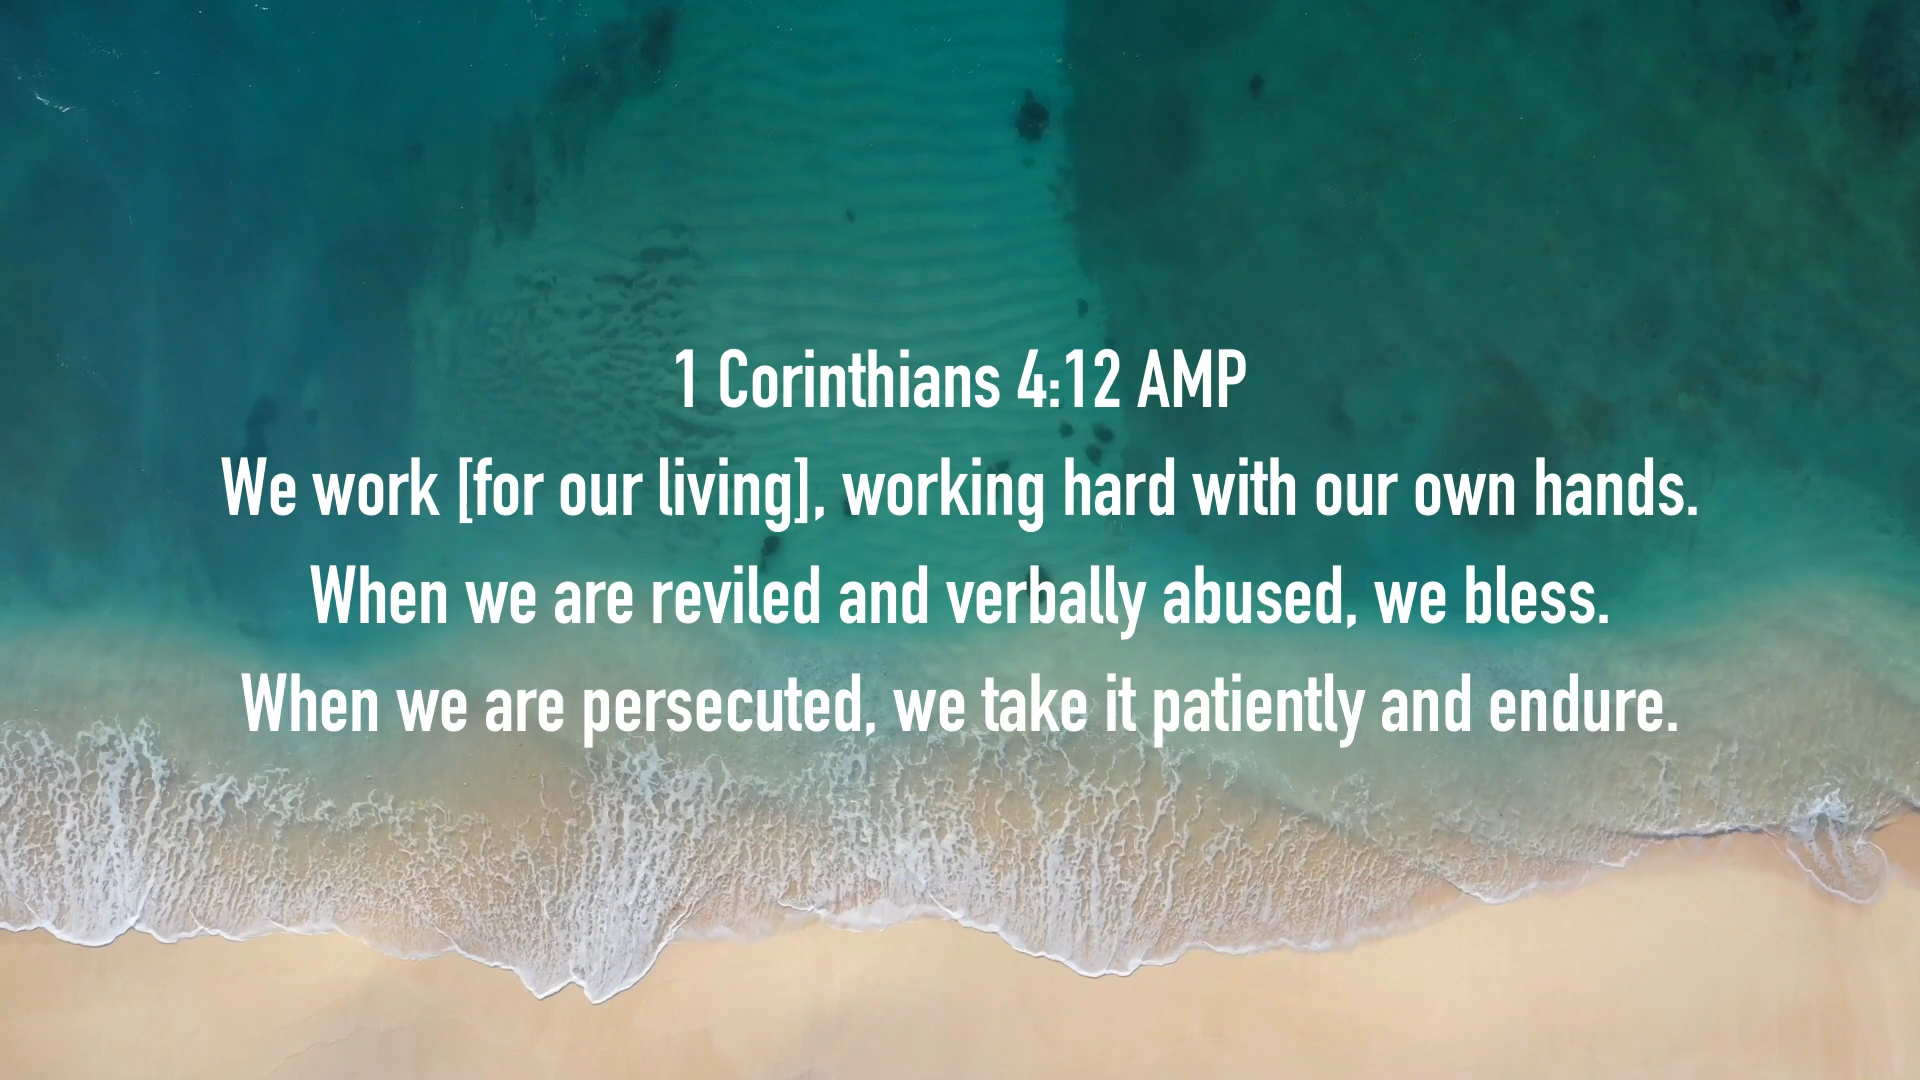 1 Corinthians 4:12 AMP
We work [for our living], working hard with our own hands.
When we are reviled and verbally abused, we bless.
When we are persecuted, we take it patiently and endure.